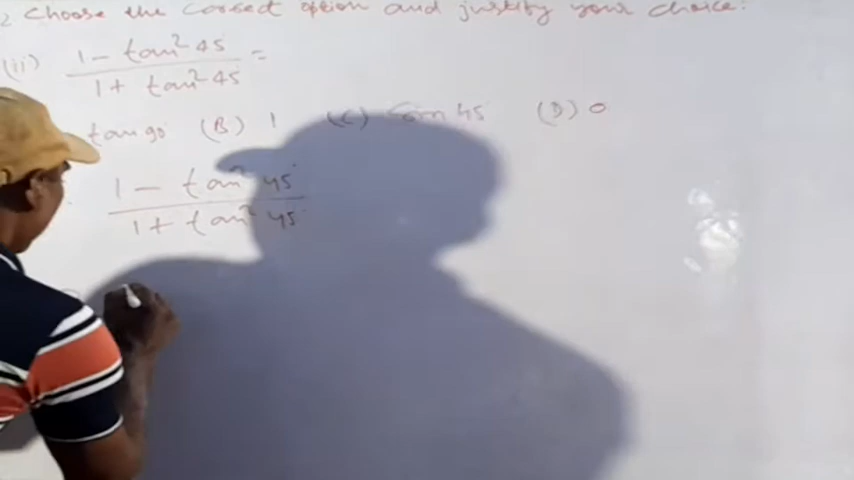 2 Choose the correct option and justify your choice:
(ii) 1 - tan² 45 / 1 + tan² 45 =
tan 90 (B) 1 (C) Sin 45° (D) 0
1 - tan² 45° / 1 + tan² 45°